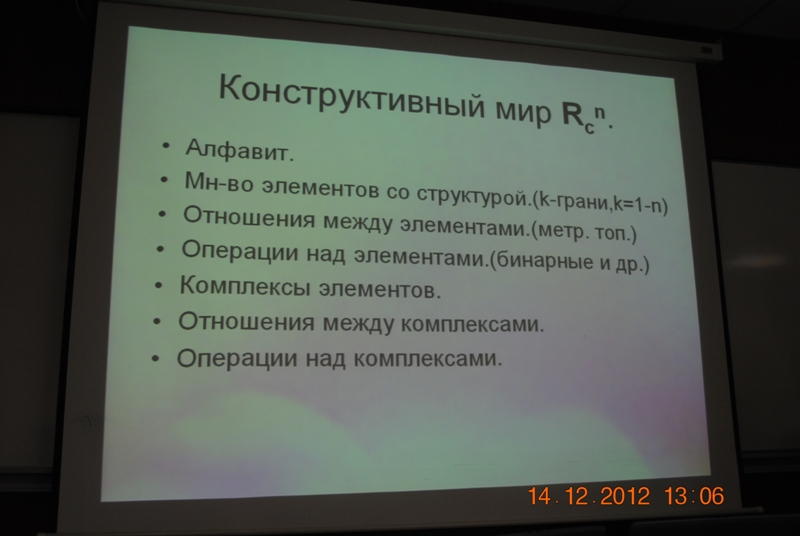 Конструктивный мир Rcⁿ.
• Алфавит.
• Мн-во элементов со структурой.(k-грани,k=1-n)
• Отношения между элементами.(метр. топ.)
• Операции над элементами.(бинарные и др.)
• Комплексы элементов.
• Отношения между комплексами.
• Операции над комплексами.
14.12.2012 13:06